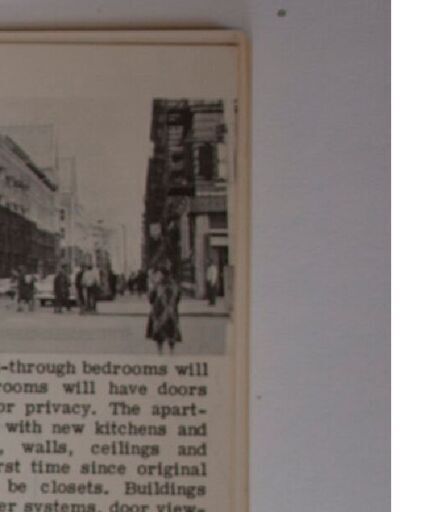 -through bedrooms will
rooms will have doors
or privacy. The apart-
with new kitchens and
, walls, ceilings and
rst time since original
be closets. Buildings
er systems, door view-